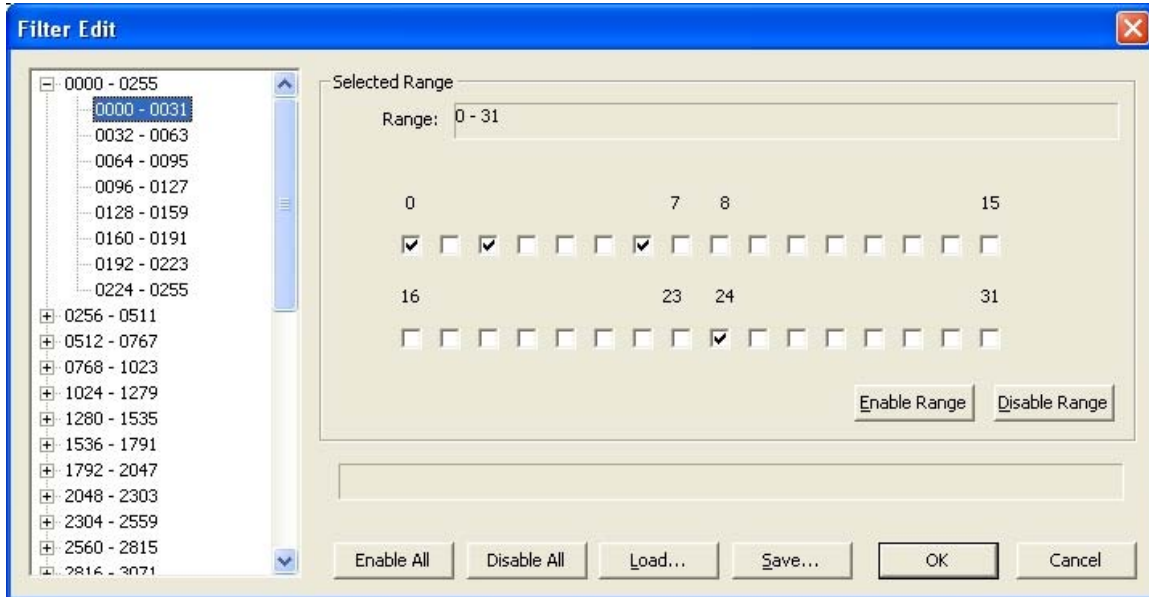 Filter Edit
0000 - 0255
0000 - 0031
0032 - 0063
0064 - 0095
0096 - 0127
0128 - 0159
0160 - 0191
0192 - 0223
0224 - 0255
0256 - 0511
0512 - 0767
0768 - 1023
1024 - 1279
1280 - 1535
1536 - 1791
1792 - 2047
2048 - 2303
2304 - 2559
2560 - 2815
2816 - 3071
Selected Range
Range: 0 - 31
0 7 8 15
16 23 24 31
Enable Range Disable Range
Enable All Disable All Load... Save... OK Cancel